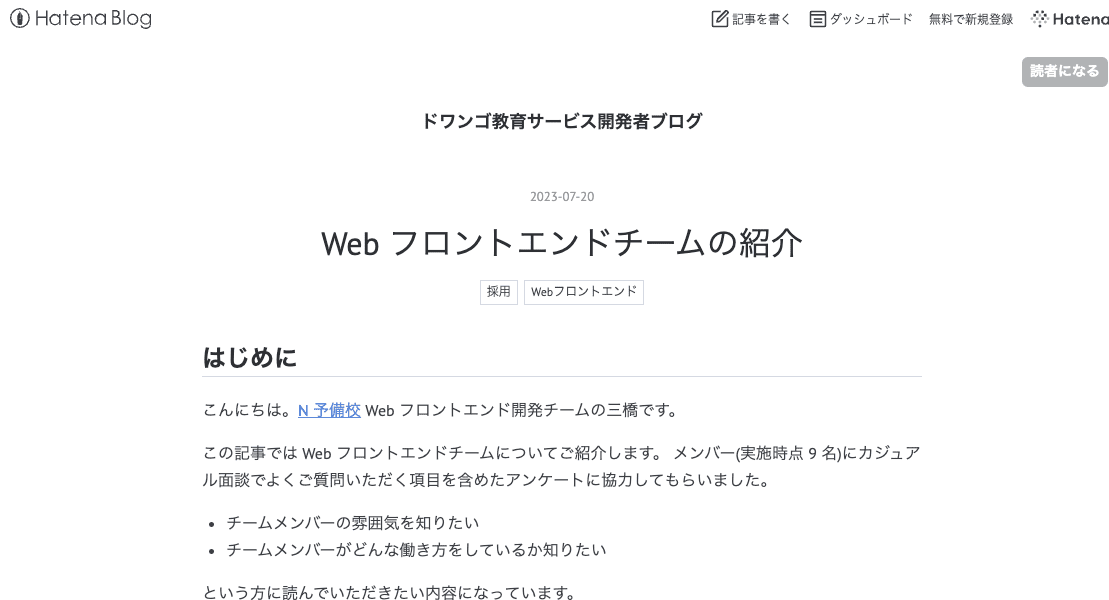 Hatena Blog
記事を書く ダッシュボード 無料で新規登録 Hatena
読者になる
ドワンゴ教育サービス開発者ブログ
2023-07-20
Web フロントエンドチームの紹介
採用 Webフロントエンド
はじめに
こんにちは。N 予備校 Web フロントエンド開発チームの三橋です。
この記事では Web フロントエンドチームについてご紹介します。 メンバー(実施時点 9 名)にカジュア
ル面談でよくご質問いただく項目を含めたアンケートに協力してもらいました。
• チームメンバーの雰囲気を知りたい
• チームメンバーがどんな働き方をしているか知りたい
という方に読んでいただきたい内容になっています。